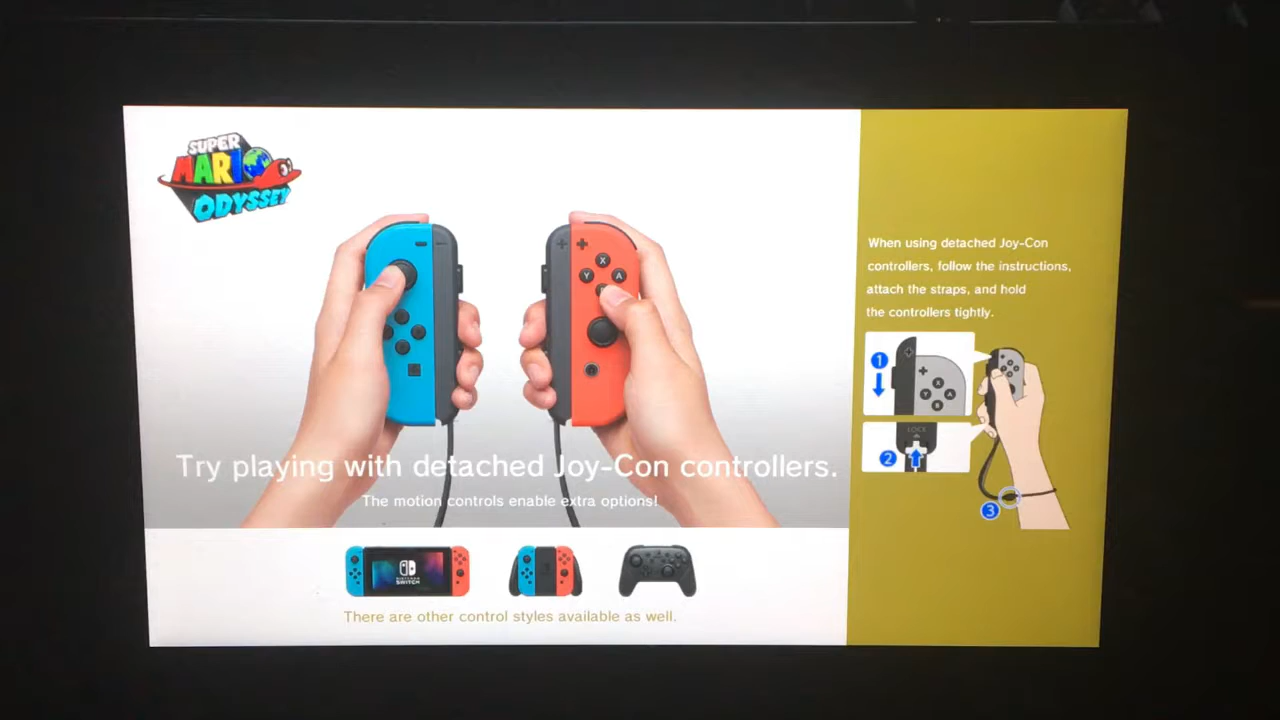 SUPER
MARIO
ODYSSEY
Try playing with detached Joy-Con controllers.
The motion controls enable extra options!
There are other control styles available as well.
When using detached Joy-Con
controllers, follow the instructions,
attach the straps, and hold
the controllers tightly.
1
2
LOCK
3
X
Y
A
X
Y
A
B
NINTENDO
SWITCH